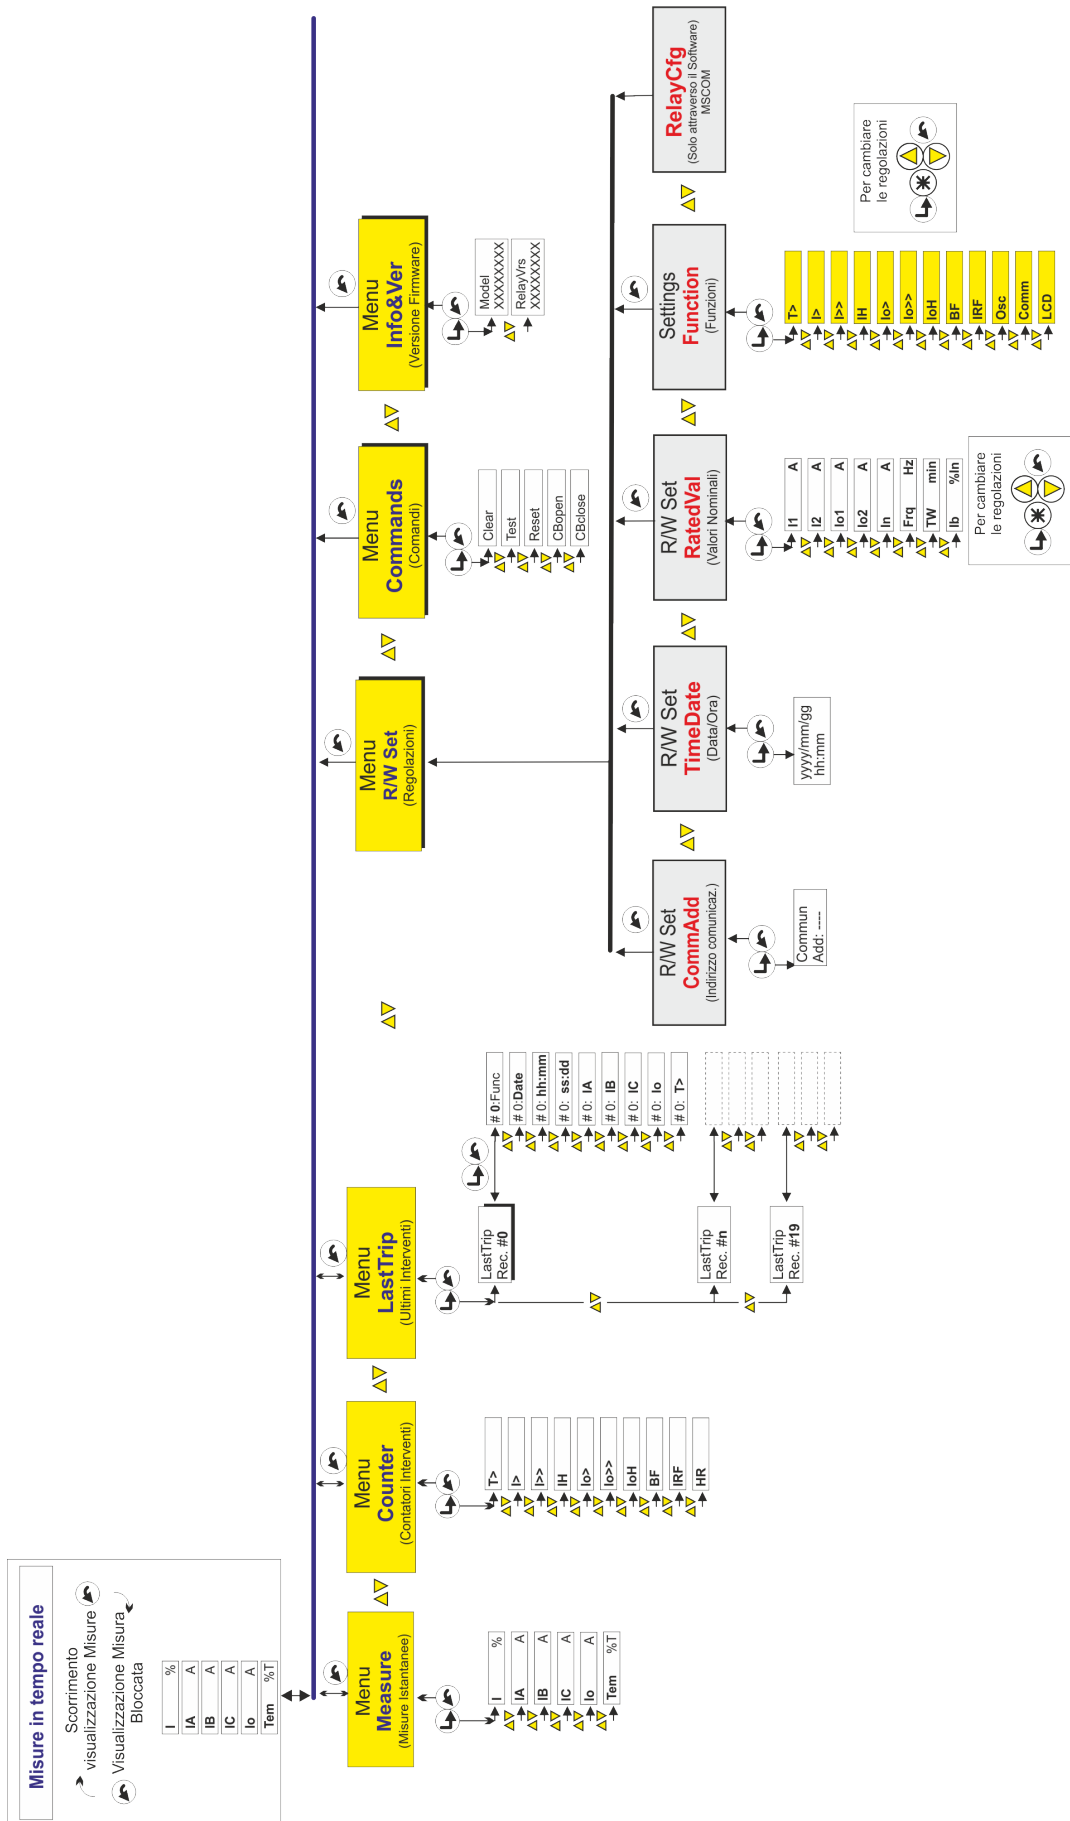 Misure in tempo reale
Scorrimento
visualizzazione Misure
Visualizzazione Misura
Bloccata
I %
IA A
IB A
IC A
Io A
Tem %T
Menu
Measure
(Misure Istantanee)
I %
IA A
IB A
IC A
Io A
Tem %T
Menu
Counter
(Contatori Interventi)
T>
I>
I>>
IH
Io>
Io>>
IoH
BF
IRF
HR
Menu
LastTrip
(Ultimi Interventi)
LastTrip
Rec. #0
# 0:Func
# 0:Date
# 0: hh:mm
# 0: ss:dd
# 0: IA
# 0: IB
# 0: IC
# 0: Io
# 0: T>
LastTrip
Rec. #n
LastTrip
Rec. #19
Menu
R/W Set
(Regolazioni)
Menu
Commands
(Comandi)
Clear
Test
Reset
CBopen
CBclose
Menu
Info&Ver
(Versione Firmware)
Model
XXXXXXXXX
RelayVrs
XXXXXXXXX
R/W Set
CommAdd
(Indirizzo comunicaz.)
Commun
Add: ----
R/W Set
TimeDate
(Data/Ora)
yyyy/mm/gg
hh:mm
R/W Set
RatedVal
(Valori Nominali)
I1 A
I2 A
Io1 A
Io2 A
In A
Frq Hz
TW min
Ib %In
Per cambiare
le regolazioni
Settings
Function
(Funzioni)
T>
I>
I>>
IH
Io>
Io>>
IoH
BF
IRF
Osc
Comm
LCD
Per cambiare
le regolazioni
RelayCfg
(Solo attraverso il Software)
MSCOM